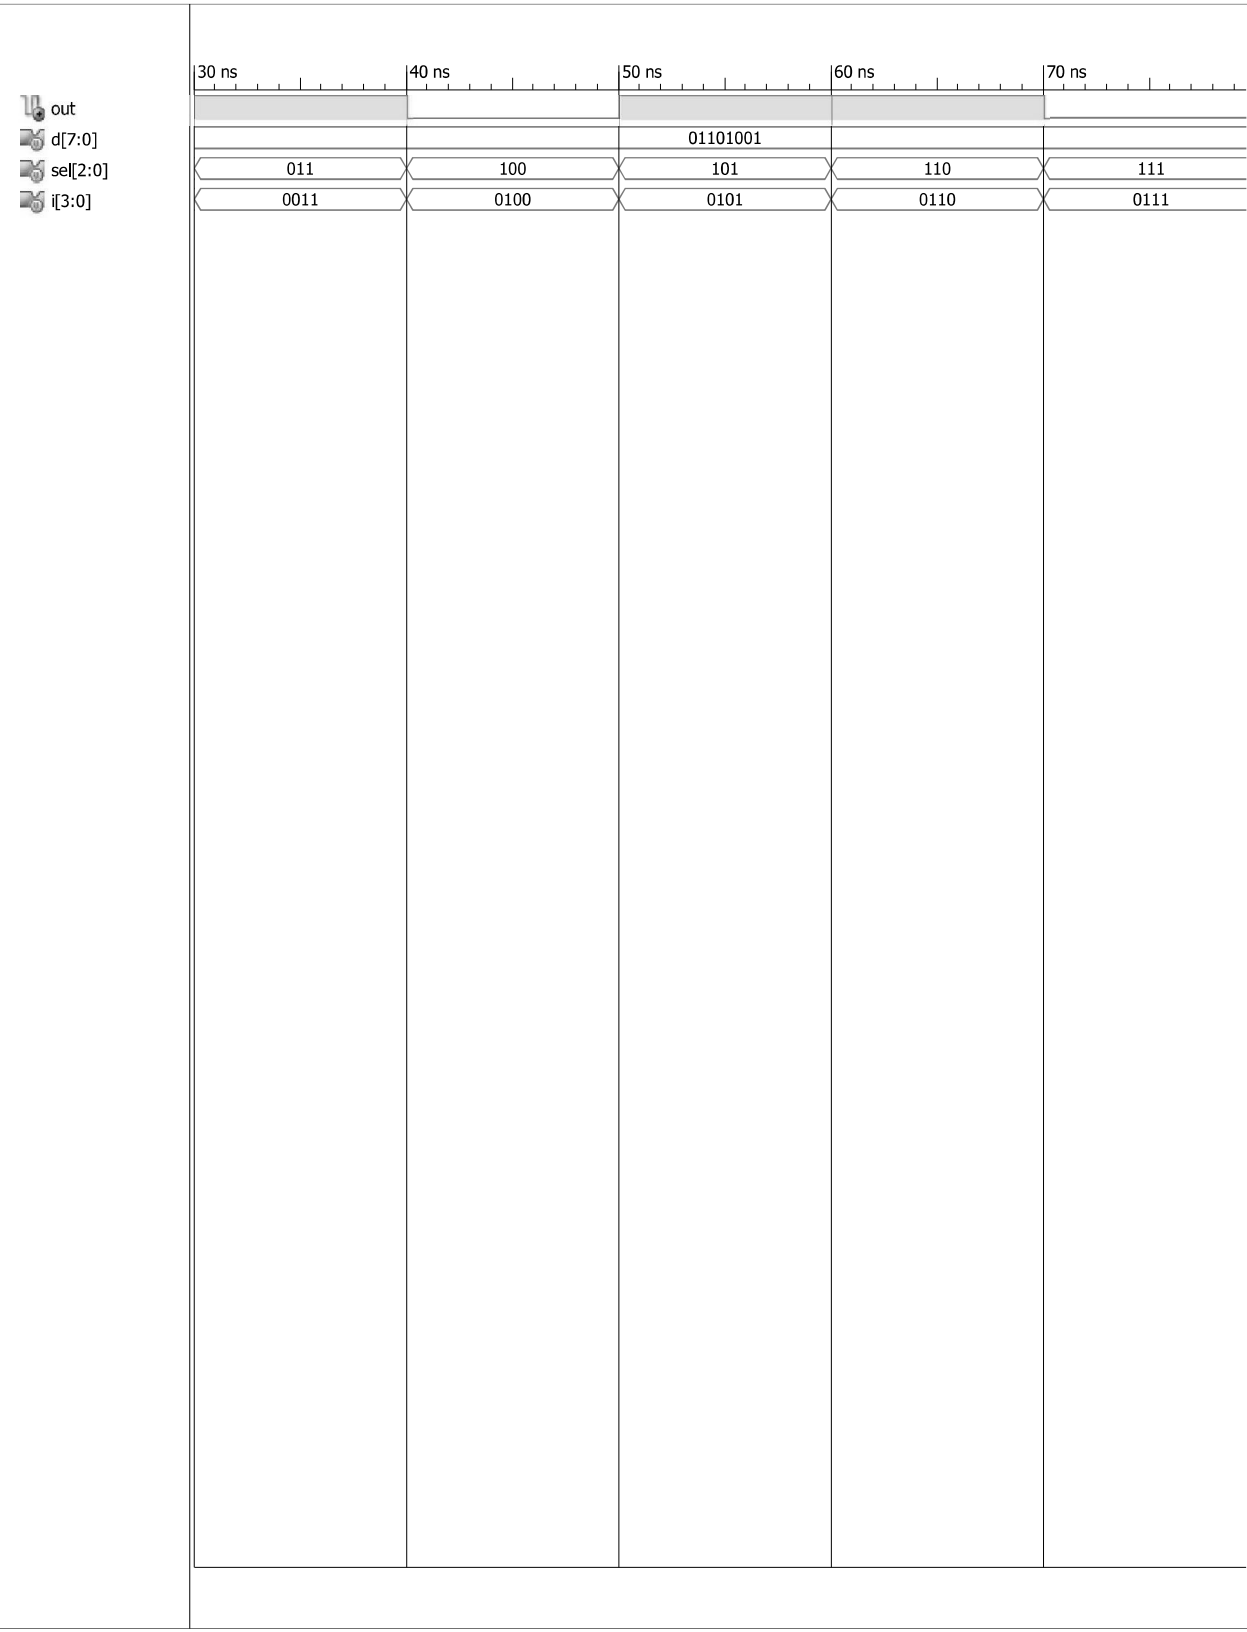 30 ns 40 ns 50 ns 60 ns 70 ns
out
d[7:0] 01101001
sel[2:0] 011 100 101 110 111
i[3:0] 0011 0100 0101 0110 0111